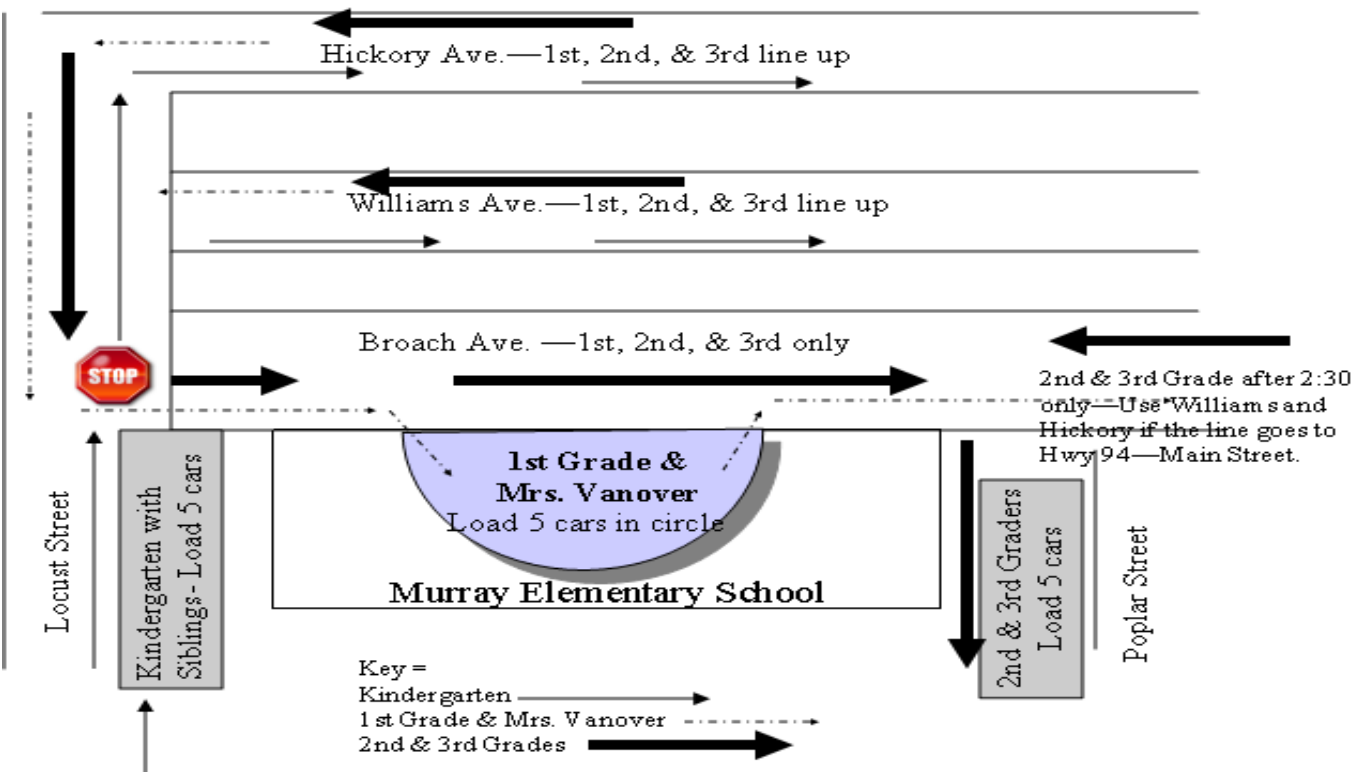 Hickory Ave.—1st, 2nd, & 3rd line up
Williams Ave.—1st, 2nd, & 3rd line up
Broach Ave. —1st, 2nd, & 3rd only
STOP
2nd & 3rd Grade after 2:30
only—Use Williams and
Hickory if the line goes to
Hwy 94—Main Street.
1st Grade &
Mrs. Vanover
Load 5 cars in circle
Murray Elementary School
Locust Street
Kindergarten with
Siblings - Load 5 cars
2nd & 3rd Graders
Load 5 cars
Poplar Street
Key =
Kindergarten
1st Grade & Mrs. Vanover
2nd & 3rd Grades